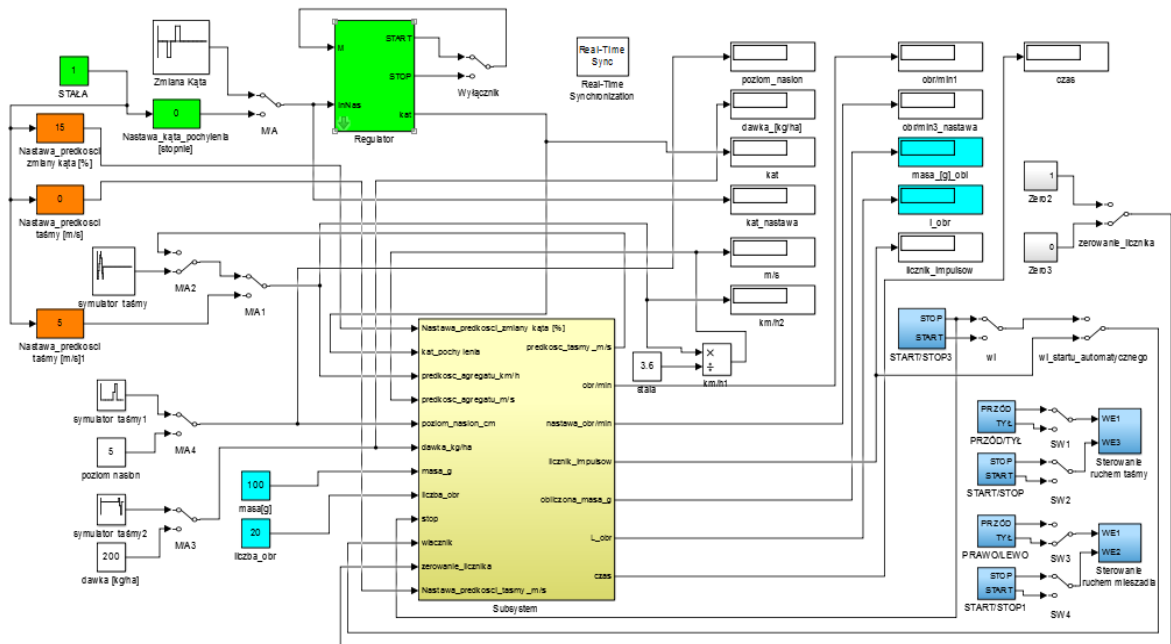 Zmiana Kąta
1
STAŁA
0
Nastawa_kąta_pochylenia
[stopnie]
M/A
15
Nastawa_predkosci
zmiany kąta [%]
0
Nastawa_predkosci
taśmy [m/s]
symulator taśmy
M/A2
M/A1
5
Nastawa_predkosci
taśmy [m/s]1
symulator taśmy1
5
poziom nasion
M/A4
symulator taśmy2
200
dawka [kg/ha]
M/A3
100
masa[g]
20
liczba_obr
M
inNas
START
STOP
kat
Regulator
Wyłącznik
Real-Time
Sync
Real-Time
Synchronization
poziom_nasion
dawka_[kg/ha]
kat
kat_nastawa
m/s
km/h2
obr/min1
obr/min3_nastawa
masa_[g]_obl
l_obr
licznik_impulsow
czas
Nastawa_predkosci_zmiany kąta [%]
kat_pochylenia
predkosc_agregatu_km/h
predkosc_agregatu_m/s
poziom_nasion_cm
dawka_kg/ha
masa_g
liczba_obr
stop
wlacznik
zerowanie_licznika
Nastawa_predkosci_tasmy_m/s
predkosc_tasmy_m/s
obr/min
nastawa_obr/min
licznik_impulsow
obliczona_masa_g
L_obr
czas
Subsystem
3.6
stala
×
÷
km/h1
1
Zero2
0
Zero3
zerowanie_licznika
STOP
START
START/STOP3
wl
wl_startu_automatycznego
PRZÓD
TYŁ
PRZÓD/TYŁ
SW1
STOP
START
START/STOP
SW2
WE1
WE3
Sterowanie
ruchem taśmy
PRZÓD
TYŁ
PRAWO/LEWO
SW3
STOP
START
START/STOP1
SW4
WE1
WE2
Sterowanie
ruchem mieszadla